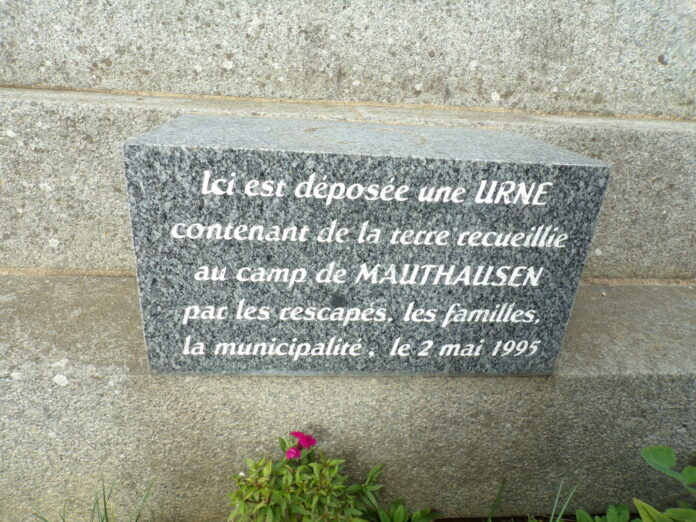 Ici est déposée une URNE
contenant de la terre recueillie
au camp de MAUTHAUSEN
par les rescapés, les familles,
la municipalité, le 2 mai 1995